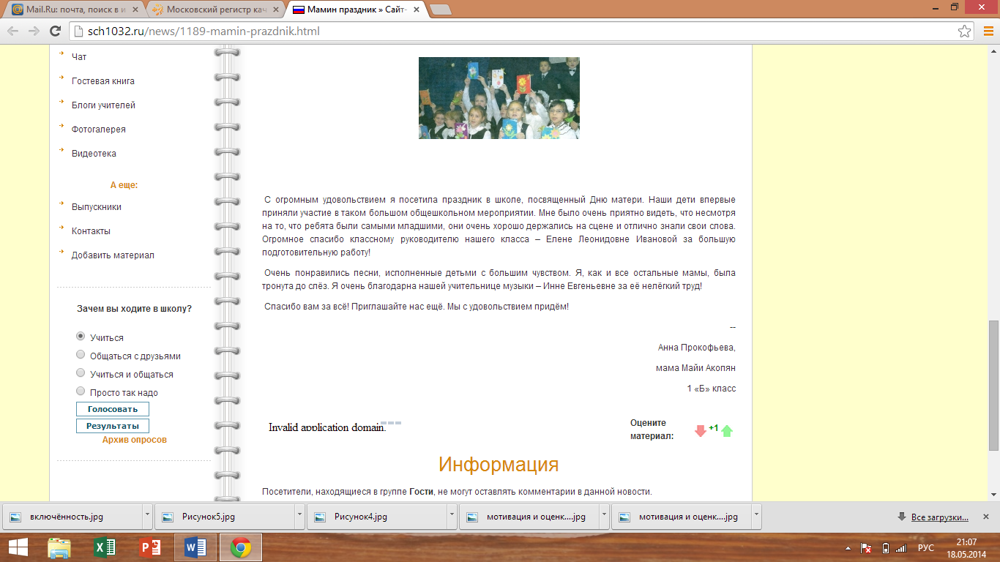 Mail.Ru: почта, поиск в и
Московский регистр кач
Мамин праздник » Сайт-
sch1032.ru/news/1189-mamin-prazdnik.html
Чат
Гостевая книга
Блоги учителей
Фотогалерея
Видеотека
А еще:
Выпускники
Контакты
Добавить материал
Зачем вы ходите в школу?
Учиться
Общаться с друзьями
Учиться и общаться
Просто так надо
Голосовать
Результаты
Архив опросов
С огромным удовольствием я посетила праздник в школе, посвященный Дню матери. Наши дети впервые
приняли участие в таком большом общешкольном мероприятии. Мне было очень приятно видеть, что несмотря
на то, что ребята были самыми младшими, они очень хорошо держались на сцене и отлично знали свои слова.
Огромное спасибо классному руководителю нашего класса – Елене Леонидовне Ивановой за большую
подготовительную работу!
Очень понравились песни, исполненные детьми с большим чувством. Я, как и все остальные мамы, была
тронута до слёз. Я очень благодарна нашей учительнице музыки – Инне Евгеньевне за её нелёгкий труд!
Спасибо вам за всё! Приглашайте нас ещё. Мы с удовольствием придём!
--
Анна Прокофьева,
мама Майи Акопян
1 «Б» класс
Invalid application domain.
Оцените
материал:
+1
Информация
Посетители, находящиеся в группе Гости, не могут оставлять комментарии в данной новости.
включённость.jpg
Рисунок5.jpg
Рисунок4.jpg
мотивация и оценк....jpg
мотивация и оценк....jpg
Все загрузки...
РУС
21:07
18.05.2014